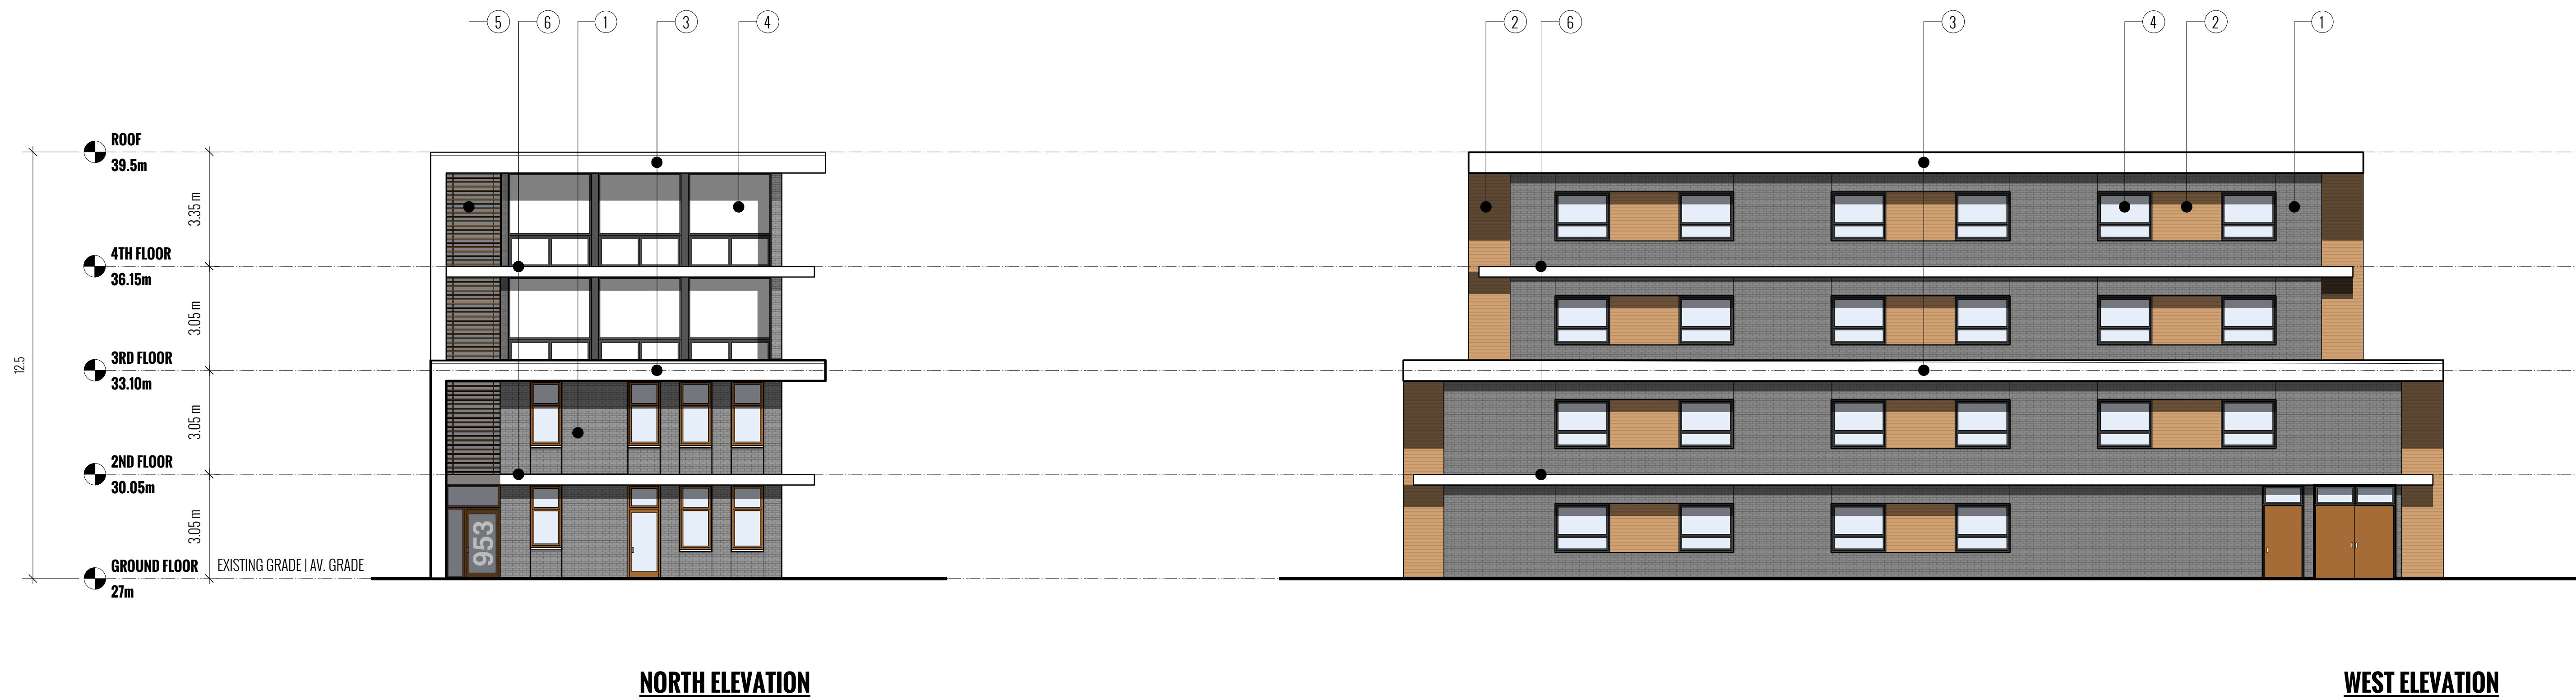 5 6 1 3 4 2 6 3 4 2 1
ROOF
39.5m
3.35 m
4TH FLOOR
36.15m
3.05 m
12.5
3RD FLOOR
33.10m
3.05 m
2ND FLOOR
30.05m
3.05 m
953
GROUND FLOOR EXISTING GRADE | AV. GRADE
27m
NORTH ELEVATION WEST ELEVATION